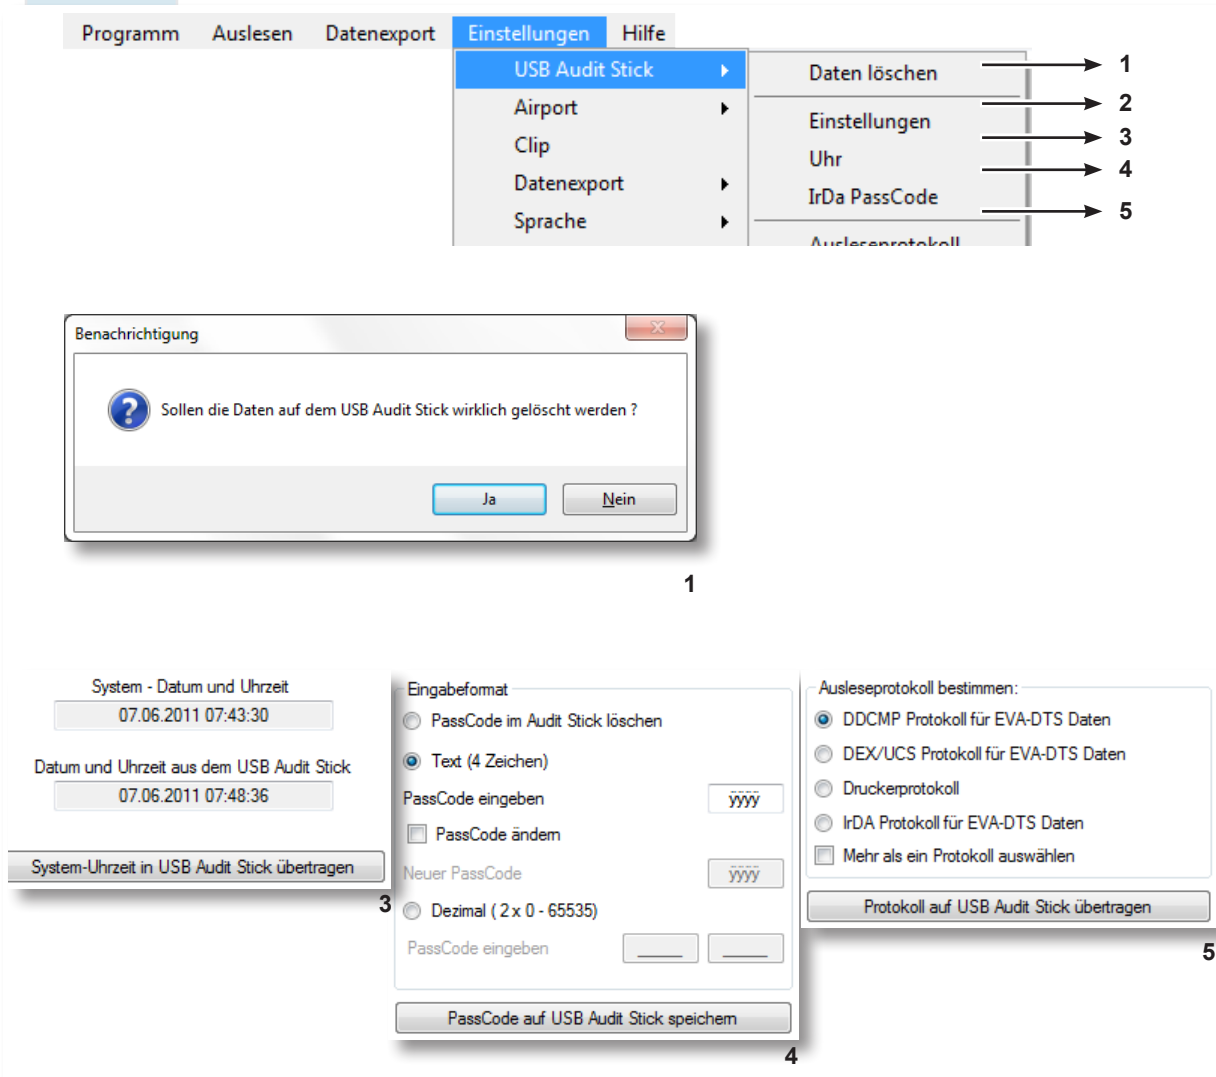 Programm Auslesen Datenexport Einstellungen Hilfe
USB Audit Stick
Airport
Clip
Datenexport
Sprache
Daten löschen
Einstellungen
Uhr
IrDa PassCode
Ausleseprotokoll
1
2
3
4
5
Benachrichtigung
Sollen die Daten auf dem USB Audit Stick wirklich gelöscht werden ?
Ja Nein
1
System - Datum und Uhrzeit
07.06.2011 07:43:30
Datum und Uhrzeit aus dem USB Audit Stick
07.06.2011 07:48:36
System-Uhrzeit in USB Audit Stick übertragen
3
Eingabeformat
PassCode im Audit Stick löschen
Text (4 Zeichen)
PassCode eingeben ÿÿÿÿ
PassCode ändern
Neuer PassCode ÿÿÿÿ
Dezimal ( 2 x 0 - 65535)
PassCode eingeben _____ _____
PassCode auf USB Audit Stick speichern
4
Ausleseprotokoll bestimmen:
DDCMP Protokoll für EVA-DTS Daten
DEX/UCS Protokoll für EVA-DTS Daten
Druckerprotokoll
IrDA Protokoll für EVA-DTS Daten
Mehr als ein Protokoll auswählen
Protokoll auf USB Audit Stick übertragen
5